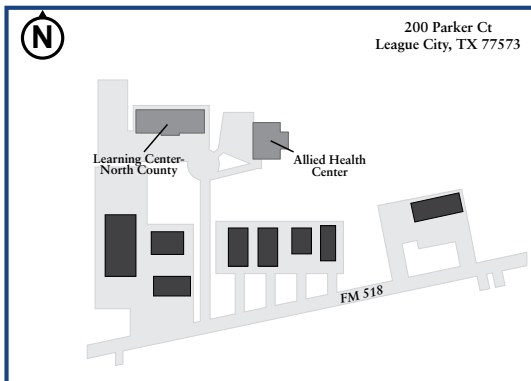 N
200 Parker Ct
League City, TX 77573
Learning Center-
North County
Allied Health
Center
FM 518